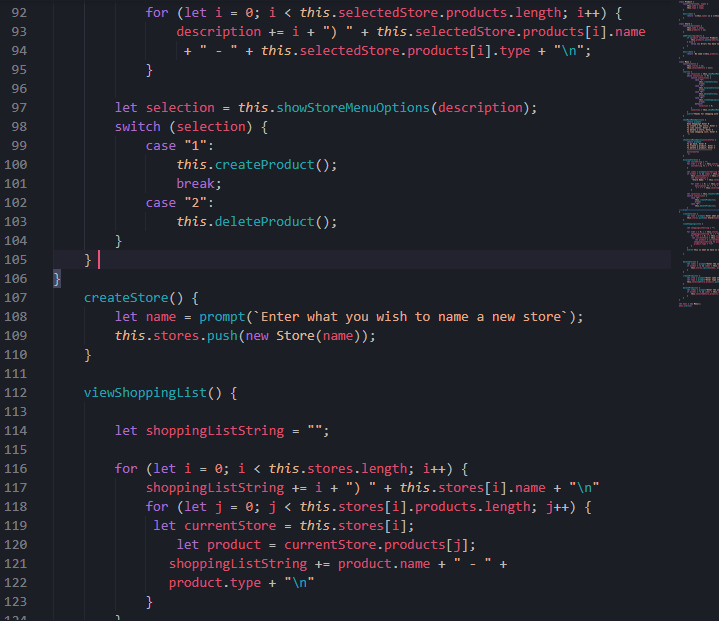 92 for (let i = 0; i < this.selectedStore.products.length; i++) {
93 description += i + ") " + this.selectedStore.products[i].name
94 + " - " + this.selectedStore.products[i].type + "\n";
95 }
96
97 let selection = this.showStoreMenuOptions(description);
98 switch (selection) {
99 case "1":
100 this.createProduct();
101 break;
102 case "2":
103 this.deleteProduct();
104 }
105 }
106 }
107 createStore() {
108 let name = prompt(`Enter what you wish to name a new store`);
109 this.stores.push(new Store(name));
110 }
111
112 viewShoppingList() {
113
114 let shoppingListString = "";
115
116 for (let i = 0; i < this.stores.length; i++) {
117 shoppingListString += i + ") " + this.stores[i].name + "\n"
118 for (let j = 0; j < this.stores[i].products.length; j++) {
119 let currentStore = this.stores[i];
120 let product = currentStore.products[j];
121 shoppingListString += product.name + " - " +
122 product.type + "\n"
123 }
124 }